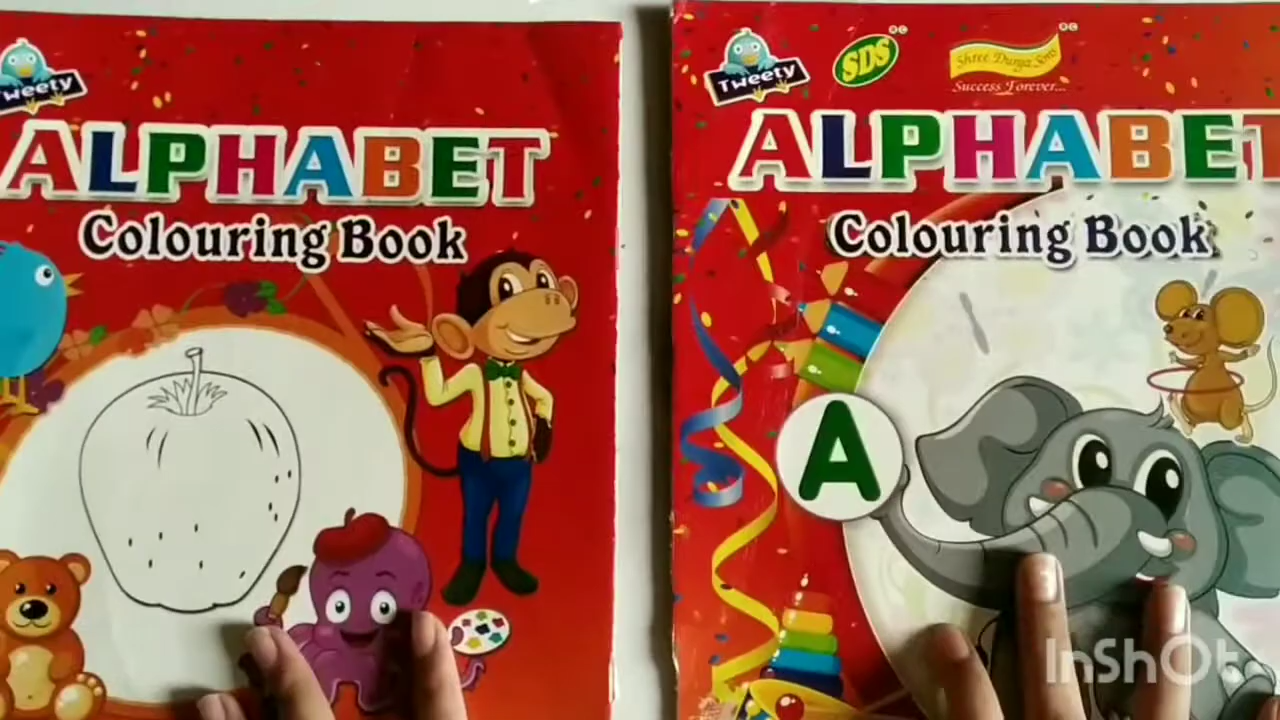 Tweety
ALPHABET
Colouring Book
Tweety
SDS
Shree Durga Sons
Success Forever...
ALPHABET
Colouring Book
A
InShOt